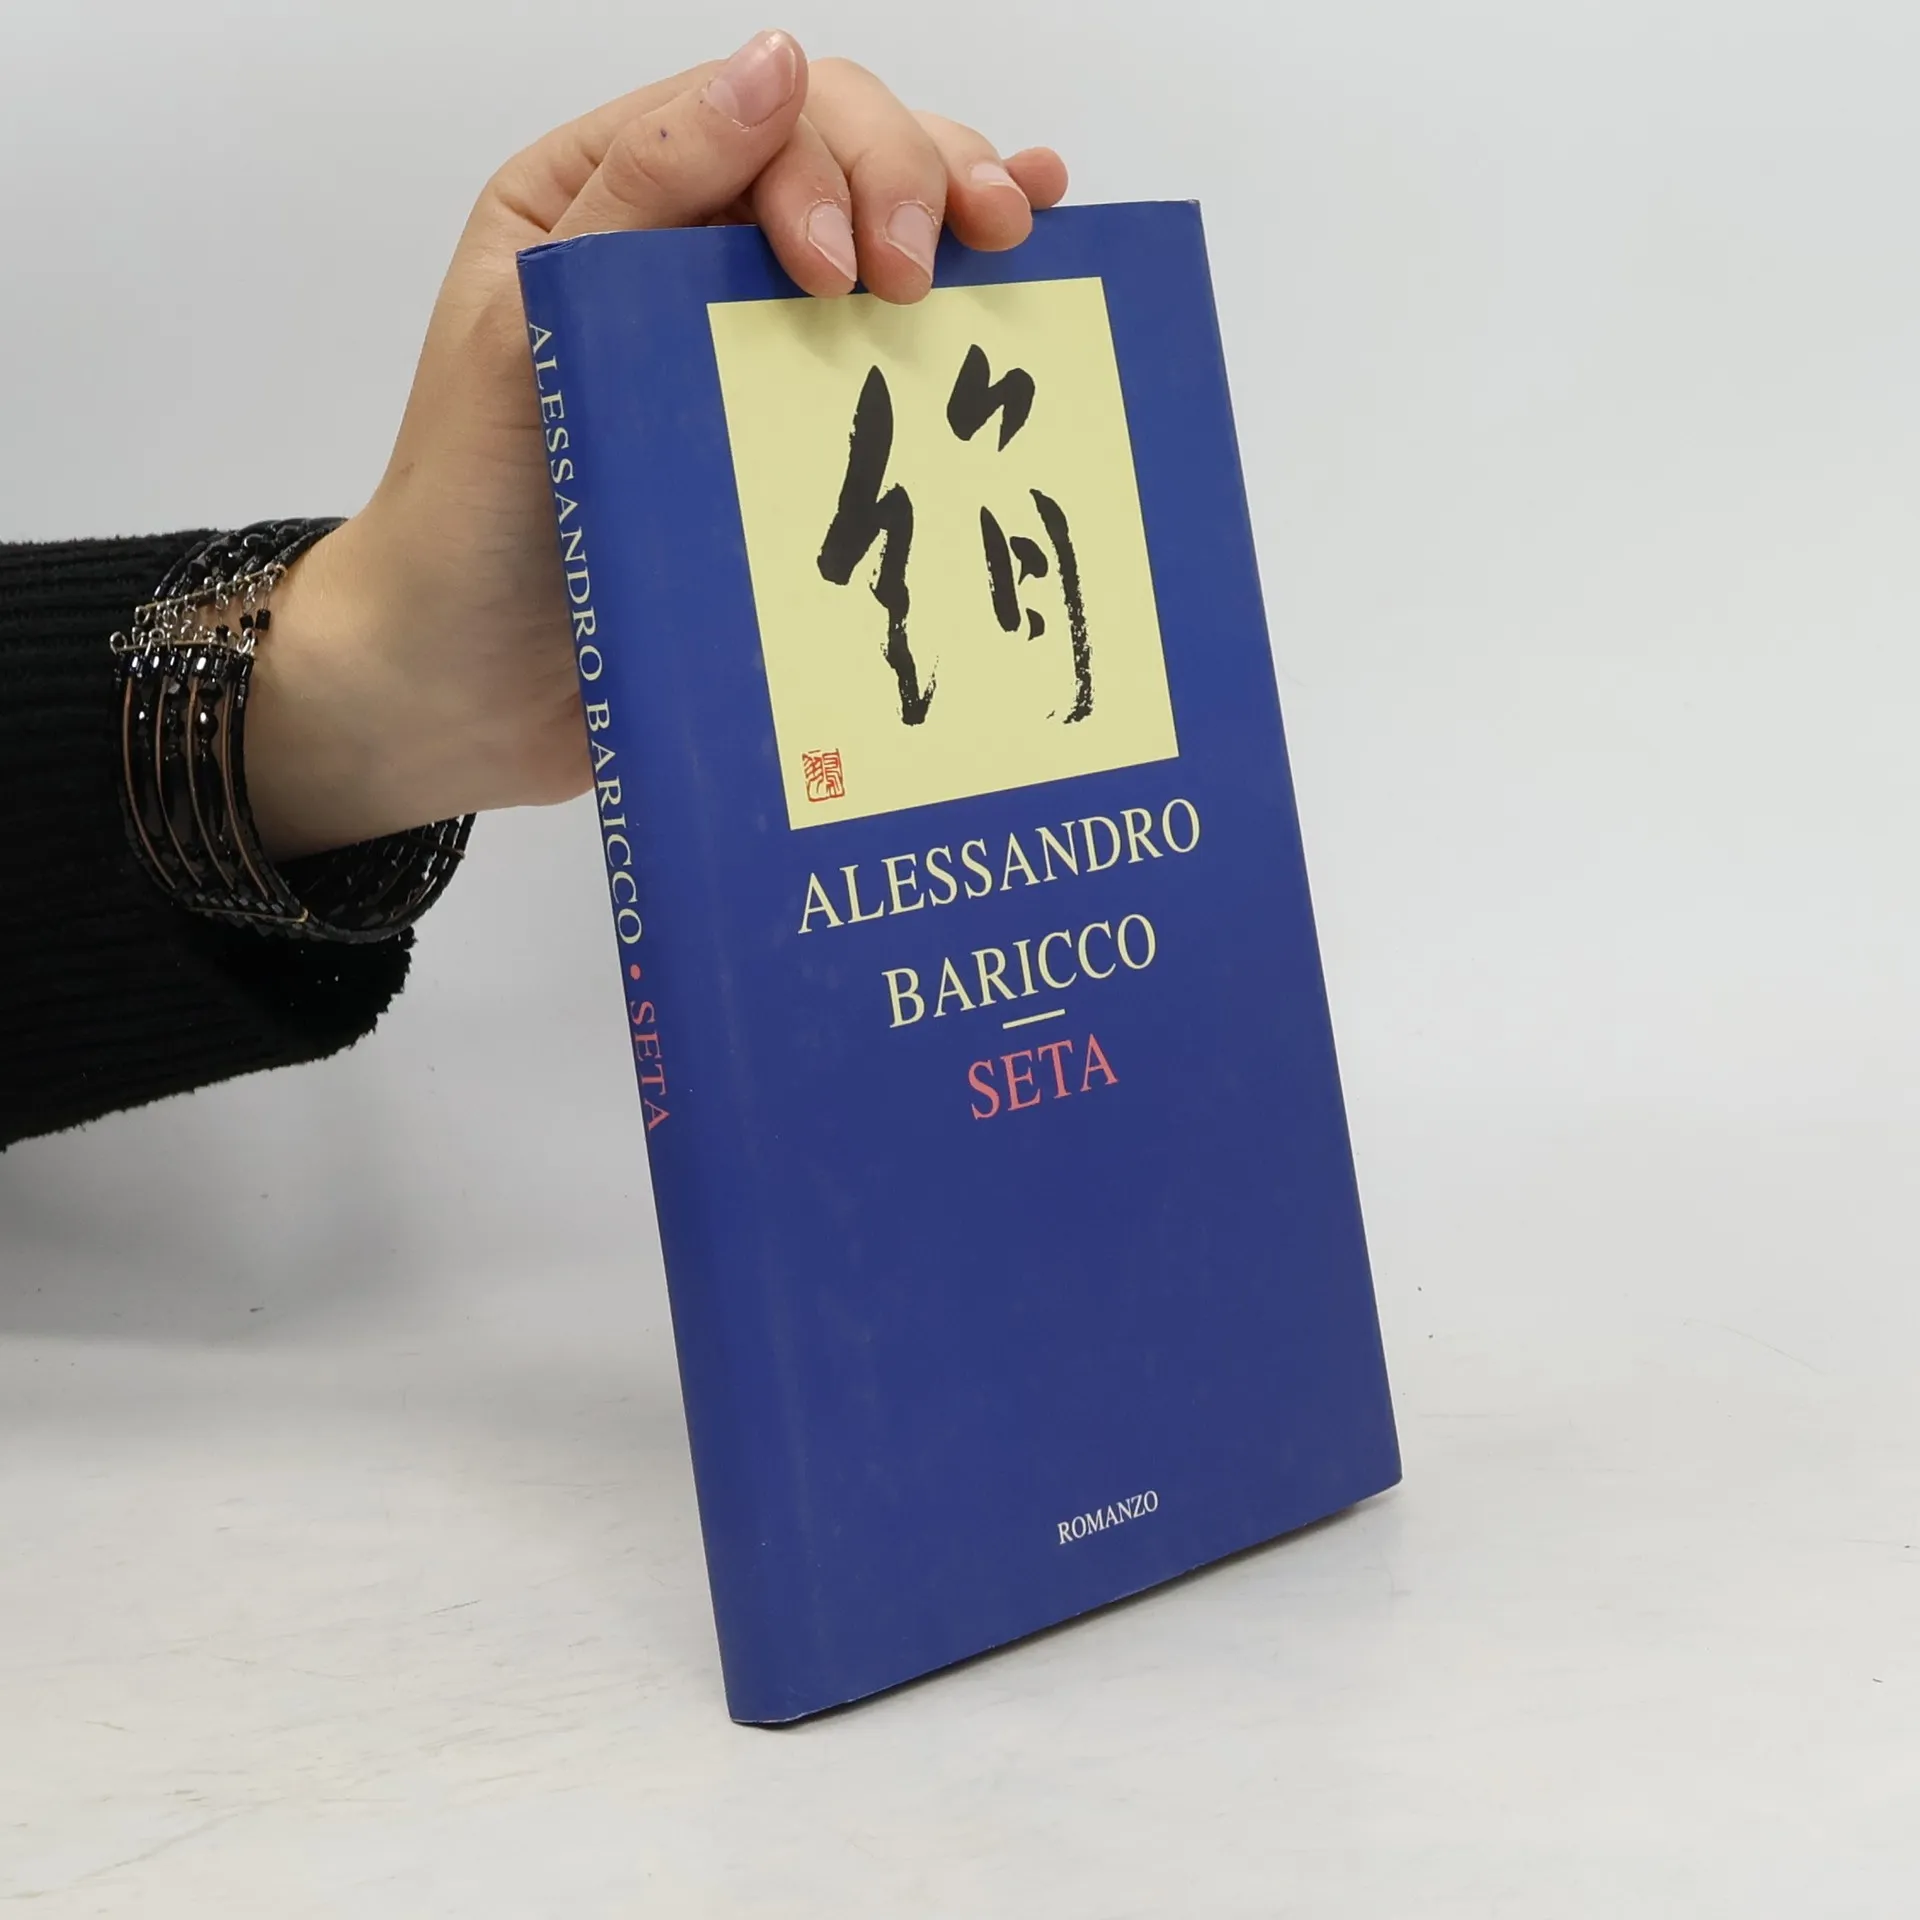 絹
ALESSANDRO
BARICCO
SETA
ROMANZO
ALESSANDRO BARICCO • SETA